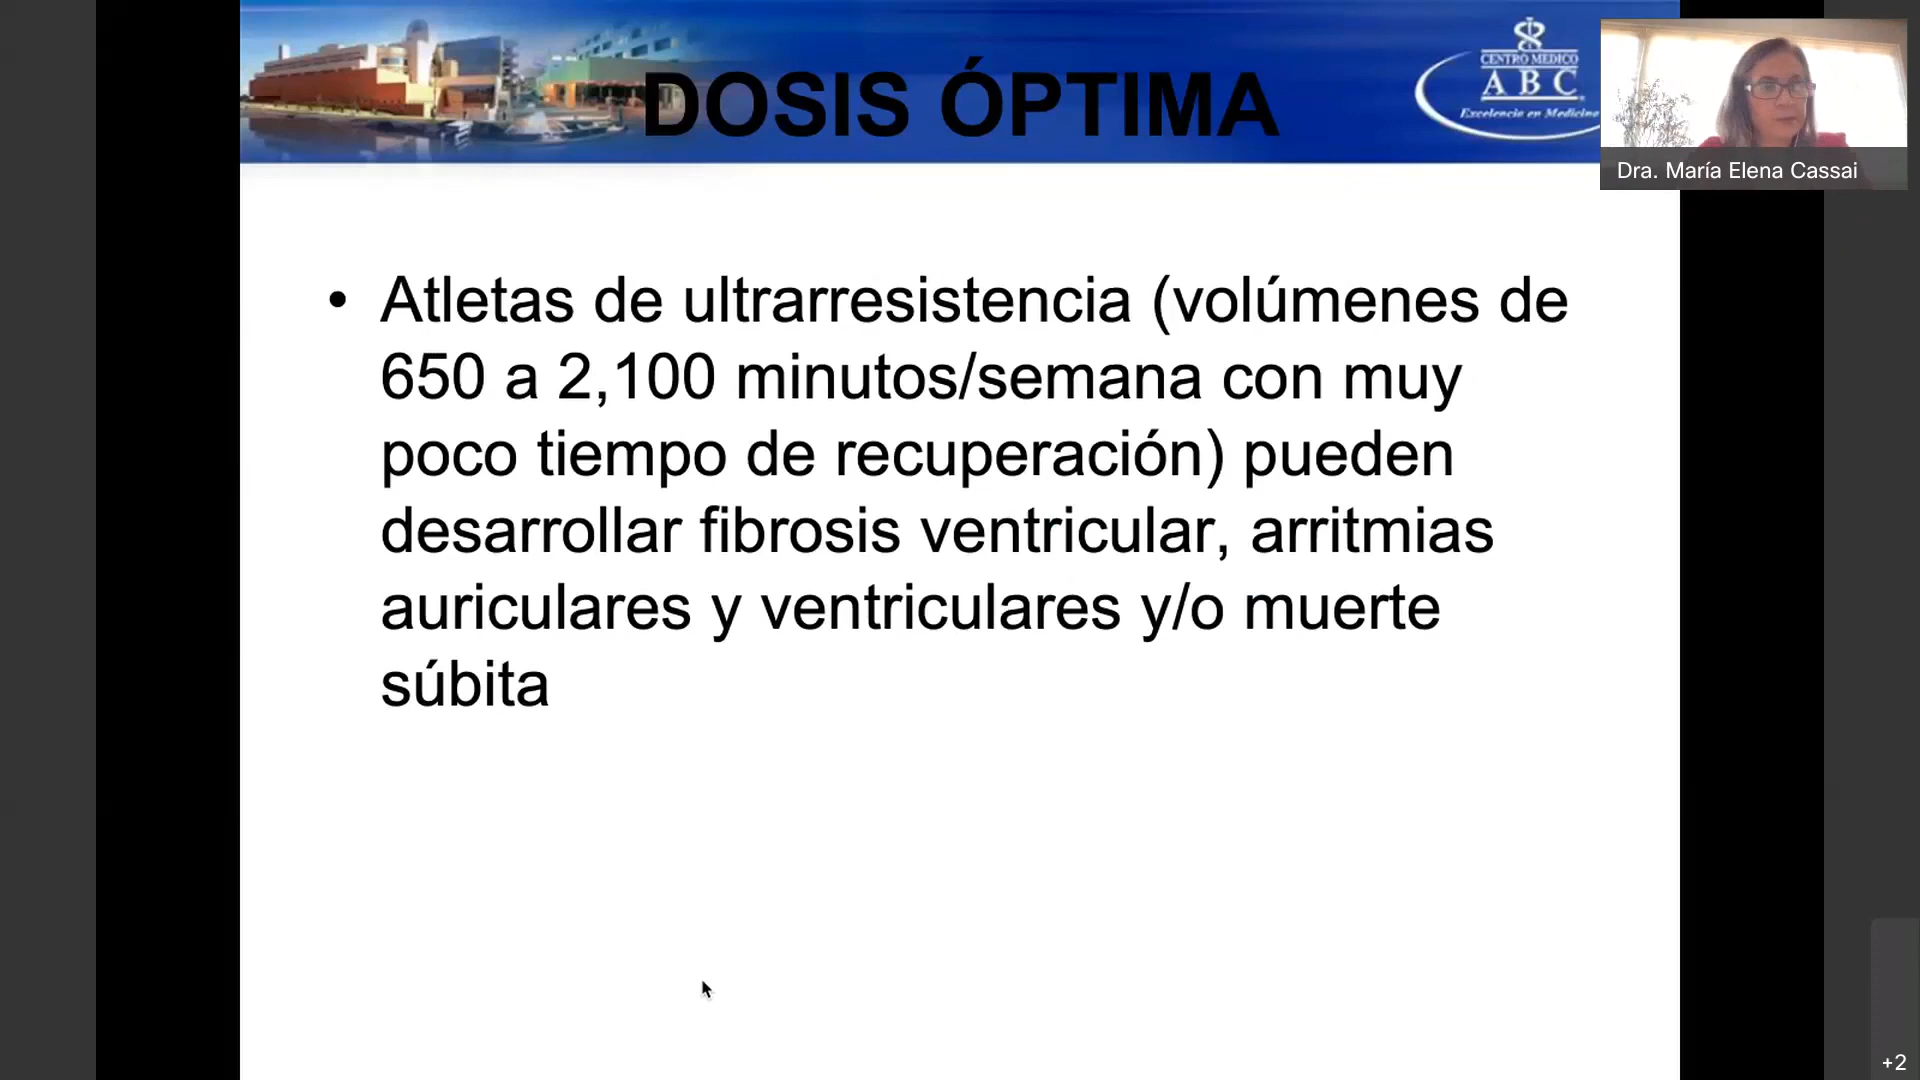 DOSIS ÓPTIMA
CENTRO MEDICO
ABC
Excelencia en Medicina
Dra. María Elena Cassai
• Atletas de ultrarresistencia (volúmenes de
650 a 2,100 minutos/semana con muy
poco tiempo de recuperación) pueden
desarrollar fibrosis ventricular, arritmias
auriculares y ventriculares y/o muerte
súbita
+2